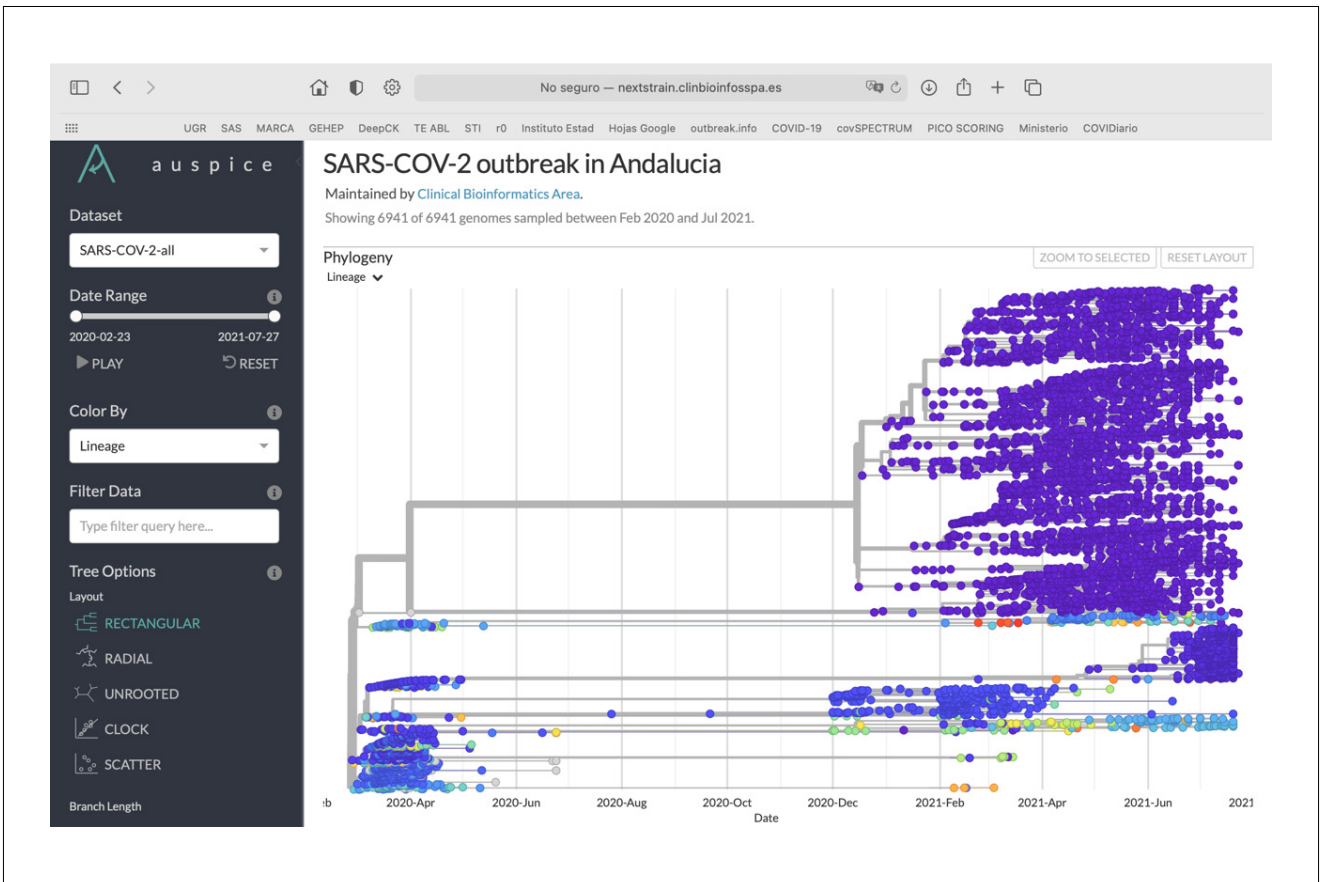 No seguro — nextstrain.clinbioinfosspa.es
UGR SAS MARCA GEHEP DeepCK TE ABL STI r0 Instituto Estad Hojas Google outbreak.info COVID-19 covSPECTRUM PICO SCORING Ministerio COVIDiario
auspice
SARS-COV-2 outbreak in Andalucia
Maintained by Clinical Bioinformatics Area.
Showing 6941 of 6941 genomes sampled between Feb 2020 and Jul 2021.
Dataset
SARS-COV-2-all
Date Range
2020-02-23 2021-07-27
PLAY RESET
Color By
Lineage
Filter Data
Type filter query here...
Tree Options
Layout
RECTANGULAR
RADIAL
UNROOTED
CLOCK
SCATTER
Branch Length
Phylogeny
ZOOM TO SELECTED RESET LAYOUT
Lineage
eb 2020-Apr 2020-Jun 2020-Aug 2020-Oct 2020-Dec 2021-Feb 2021-Apr 2021-Jun 2021
Date